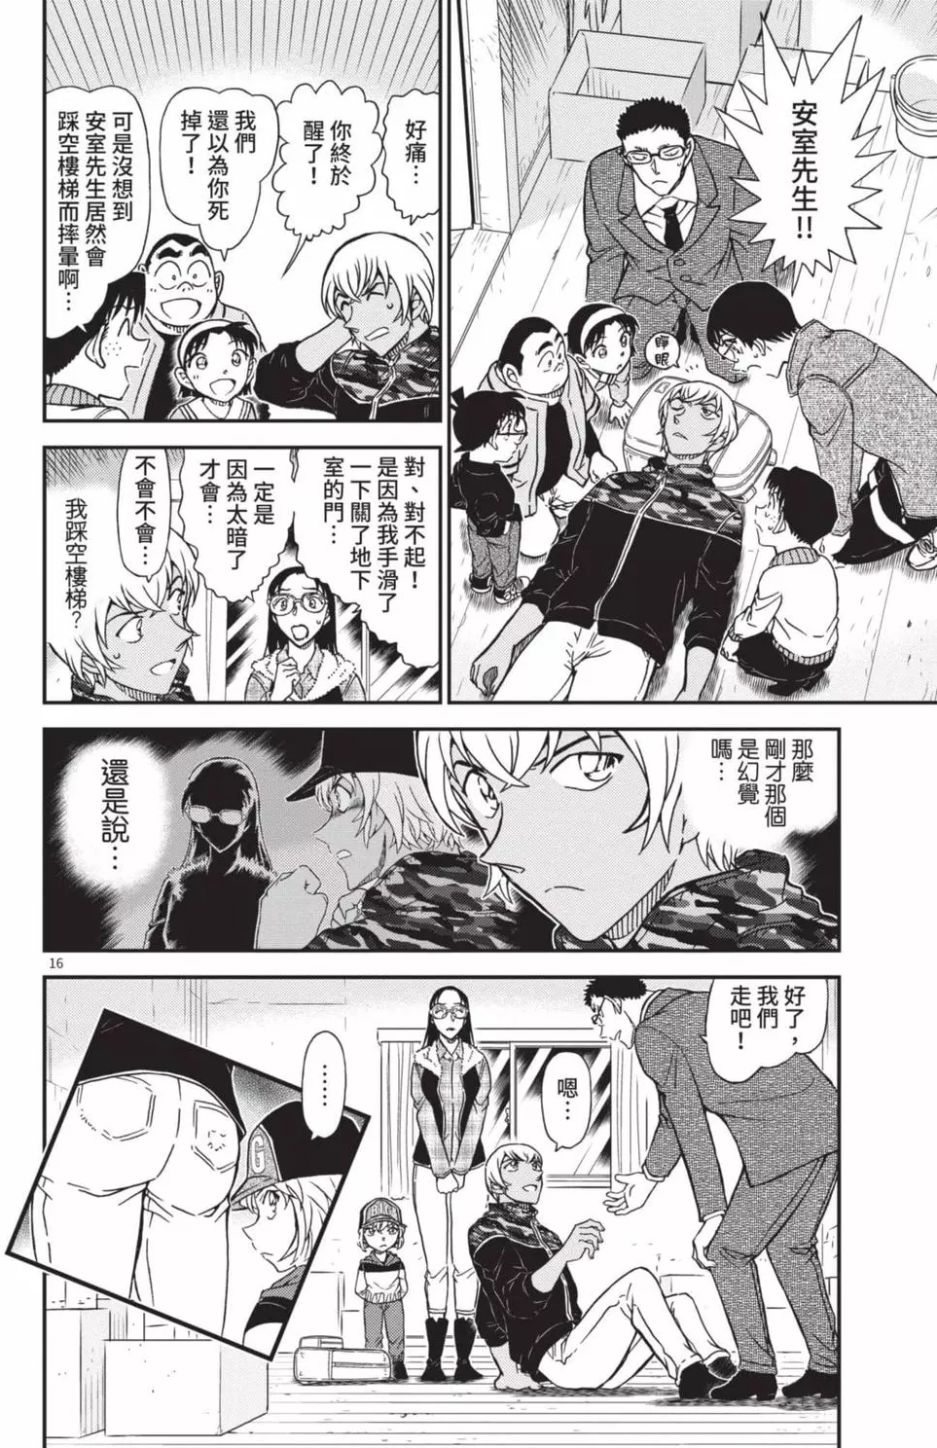 安室先生!!
睜
眼
好痛…
你終於
醒了！
我們
還以為你死
掉了！
可是沒想到
安室先生居然會
踩空樓梯而摔暈啊…
對、對不起！
是因為我手滑了
一下關了地下
室的門…
一定是
因為太暗了
才會…
不會不會…
我踩空樓梯？
那麼
剛才那個
是幻覺
嗎…
還是說…
16
好了，
我們
走吧！
嗯…
……
G